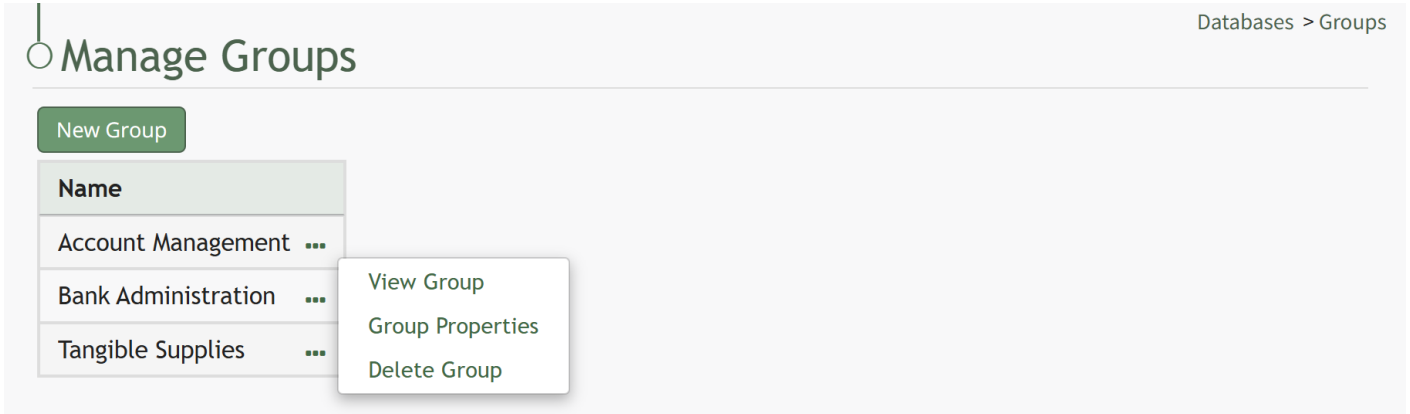 Databases > Groups
Manage Groups
New Group
Name
Account Management ...
Bank Administration ...
Tangible Supplies ...
View Group
Group Properties
Delete Group